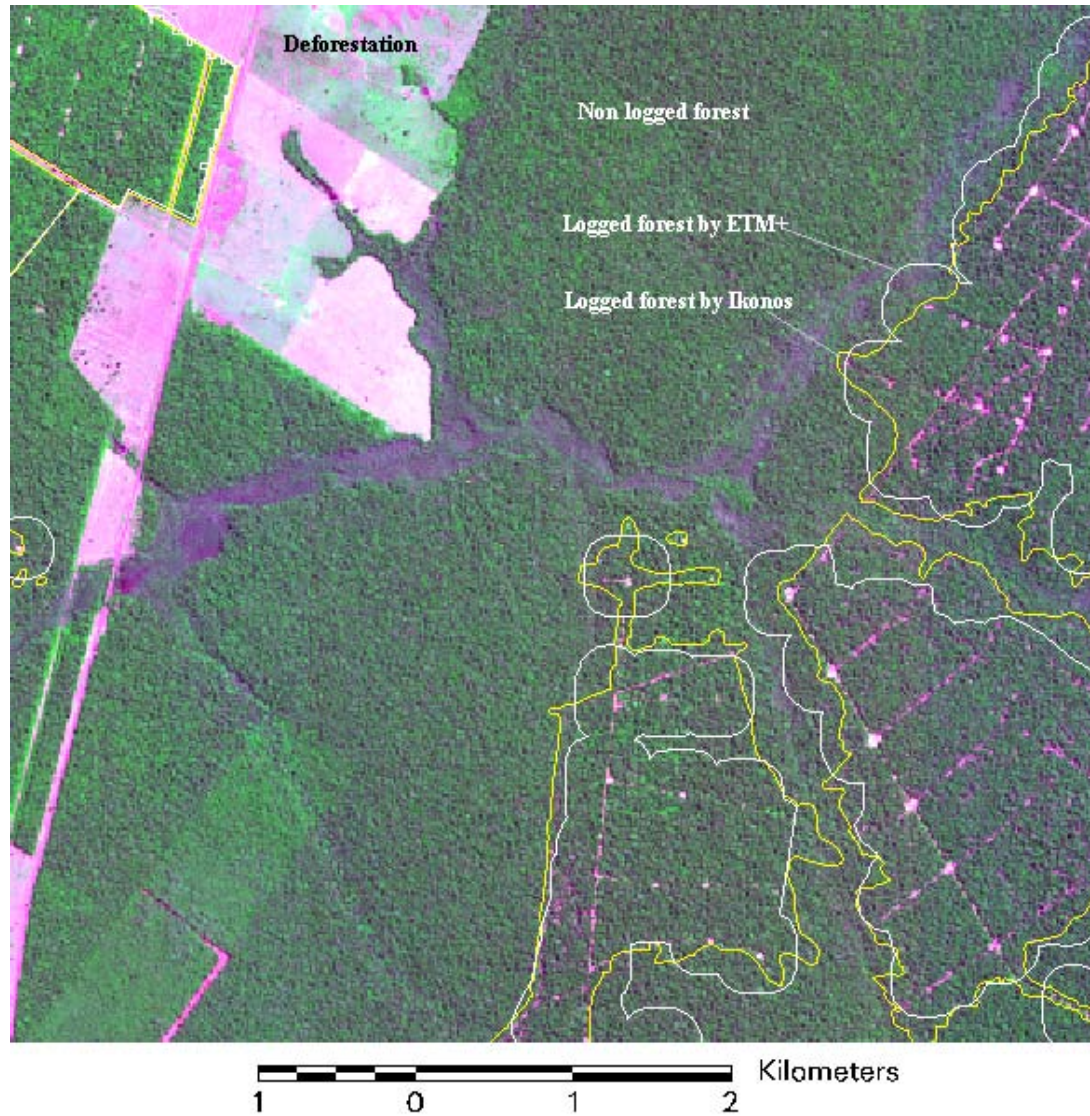 Deforestation
Non logged forest
Logged forest by ETM+
Logged forest by Ikonos
Kilometers
1 0 1 2